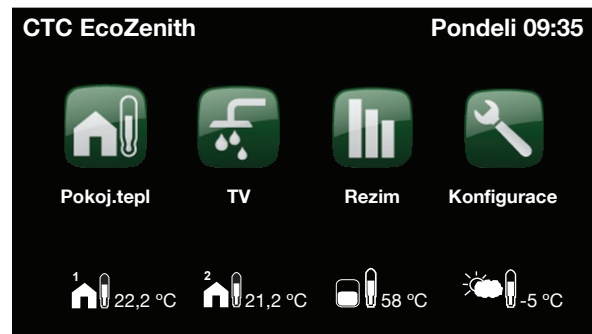 CTC EcoZenith Pondeli 09:35
Pokoj.tepl TV Rezim Konfigurace
1 22,2 °C 2 21,2 °C 58 °C -5 °C